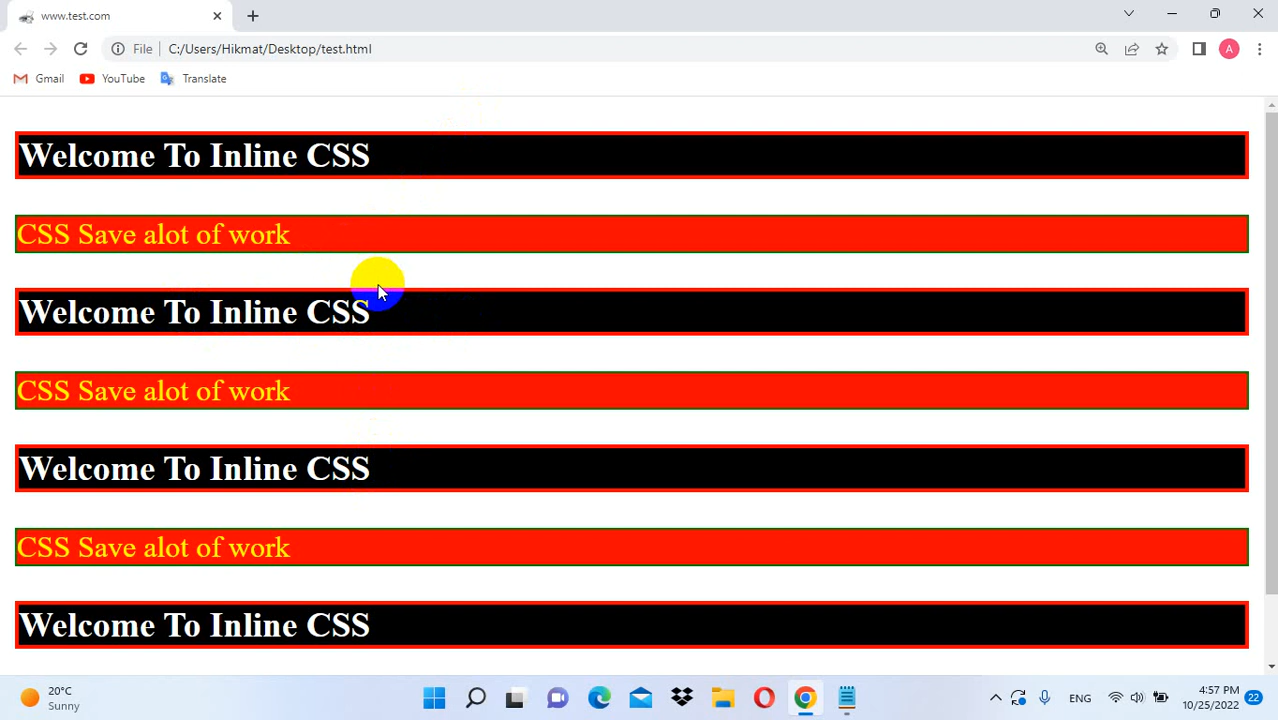 www.test.com
File C:/Users/Hikmat/Desktop/test.html A
Gmail YouTube Translate
Welcome To Inline CSS
CSS Save alot of work
Welcome To Inline CSS
CSS Save alot of work
Welcome To Inline CSS
CSS Save alot of work
Welcome To Inline CSS
20°C
Sunny
ENG
4:57 PM
10/25/2022
22